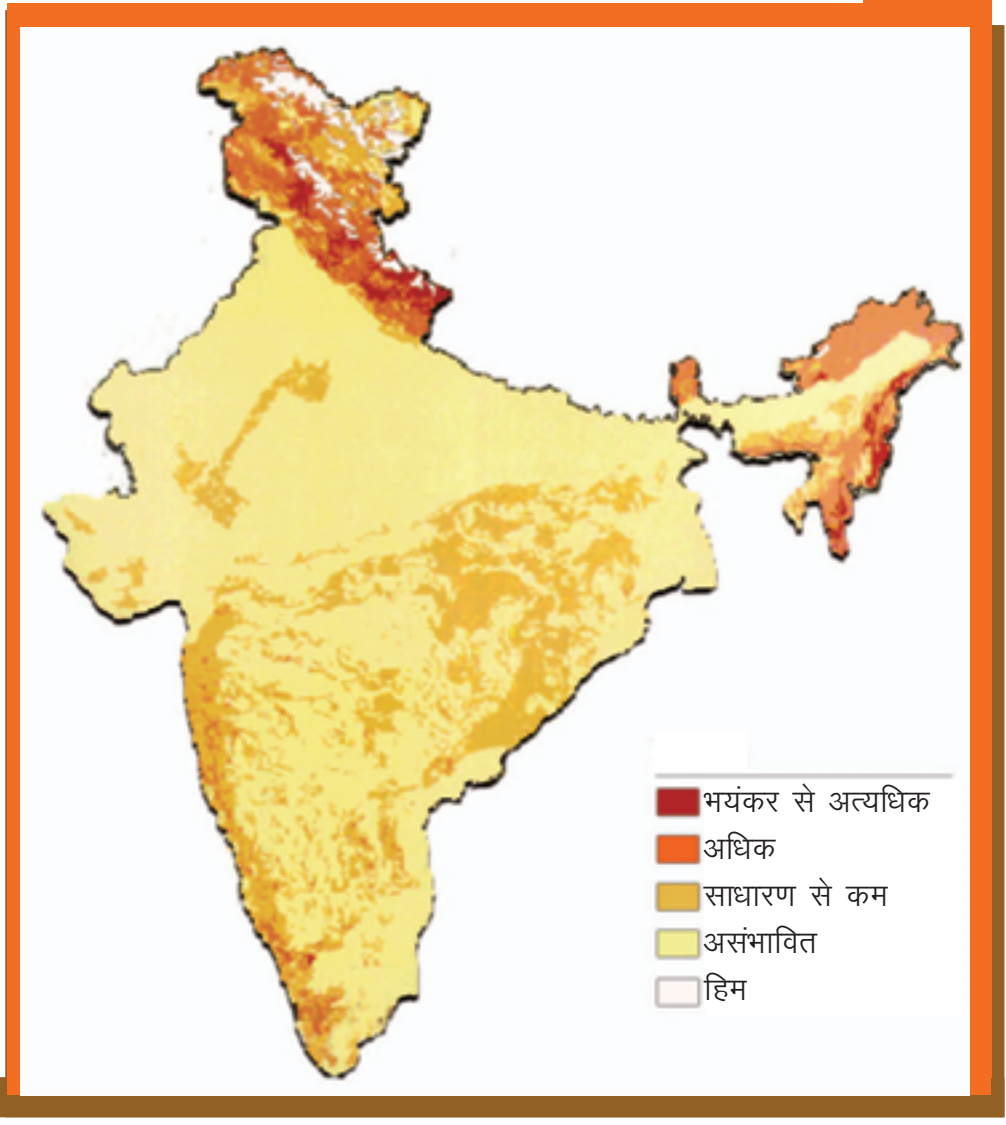 भयंकर से अत्यधिक
अधिक
साधारण से कम
असंभावित
हिम